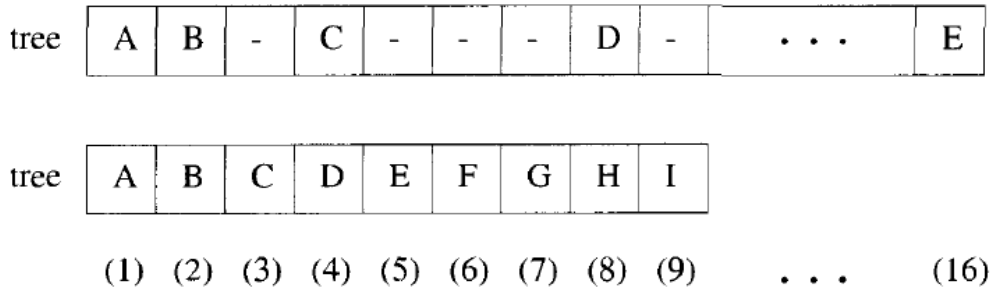 tree A B - C - - - D - ... E
tree A B C D E F G H I
(1) (2) (3) (4) (5) (6) (7) (8) (9) ... (16)